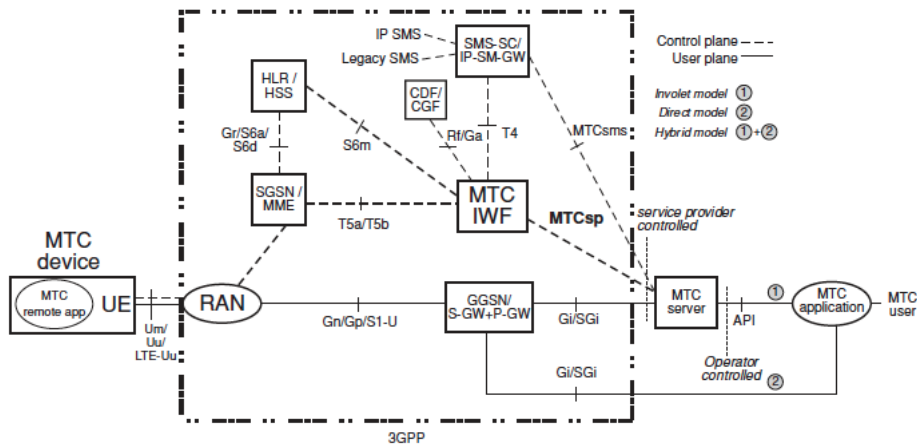 IP SMS
Legacy SMS
SMS-SC/
IP-SM-GW
Control plane
User plane
HLR /
HSS
CDF/
CGF
Involet model 1
Direct model 2
Hybrid model 1 + 2
Gr/S6a/
S6d
S6m
Rf/Ga
T4
MTCsms
SGSN /
MME
MTC
IWF
T5a/T5b
MTCsp
service provider
controlled
MTC
device
MTC
remote app
UE
RAN
GGSN/
S-GW+P-GW
MTC
server
1
MTC
application
MTC
user
Um/
Uu/
LTE-Uu
Gn/Gp/S1-U
Gi/SGi
API
Operator
controlled
2
Gi/SGi
3GPP